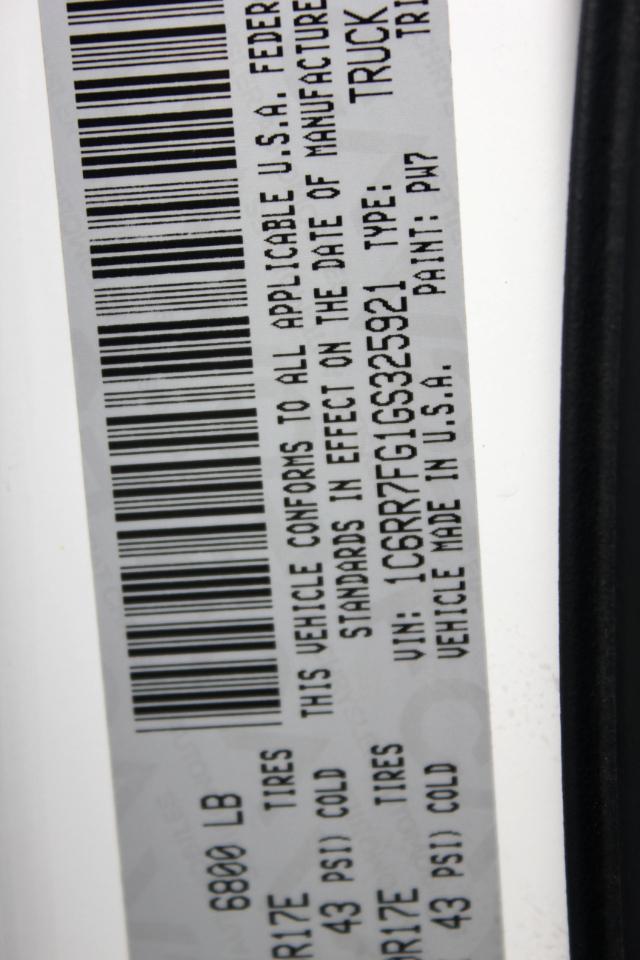 6800 LB
R17E TIRES
43 PSI) COLD
R17E TIRES
43 PSI) COLD
THIS VEHICLE CONFORMS TO ALL APPLICABLE U.S.A. FEDER
STANDARDS IN EFFECT ON THE DATE OF MANUFACTURE
VIN: 1C6RR7FG1GS325921 TYPE: TRUCK
VEHICLE MADE IN U.S.A. PAINT: PW7 TRI